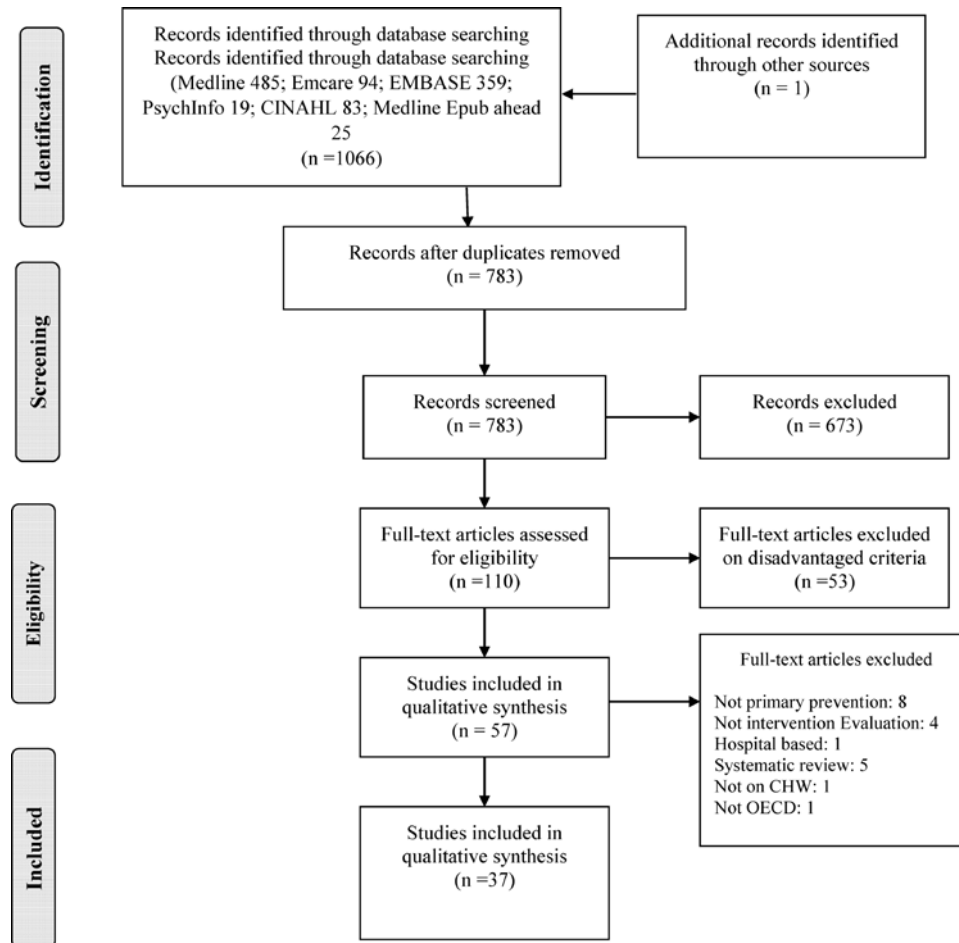 Identification
Records identified through database searching
Records identified through database searching
(Medline 485; Emcare 94; EMBASE 359;
PsychInfo 19; CINAHL 83; Medline Epub ahead
25
(n =1066)
Additional records identified
through other sources
(n = 1)
Records after duplicates removed
(n = 783)
Screening
Records screened
(n = 783)
Records excluded
(n = 673)
Eligibility
Full-text articles assessed
for eligibility
(n =110)
Full-text articles excluded
on disadvantaged criteria
(n =53)
Studies included in
qualitative synthesis
(n = 57)
Full-text articles excluded
Not primary prevention: 8
Not intervention Evaluation: 4
Hospital based: 1
Systematic review: 5
Not on CHW: 1
Not OECD: 1
Included
Studies included in
qualitative synthesis
(n =37)